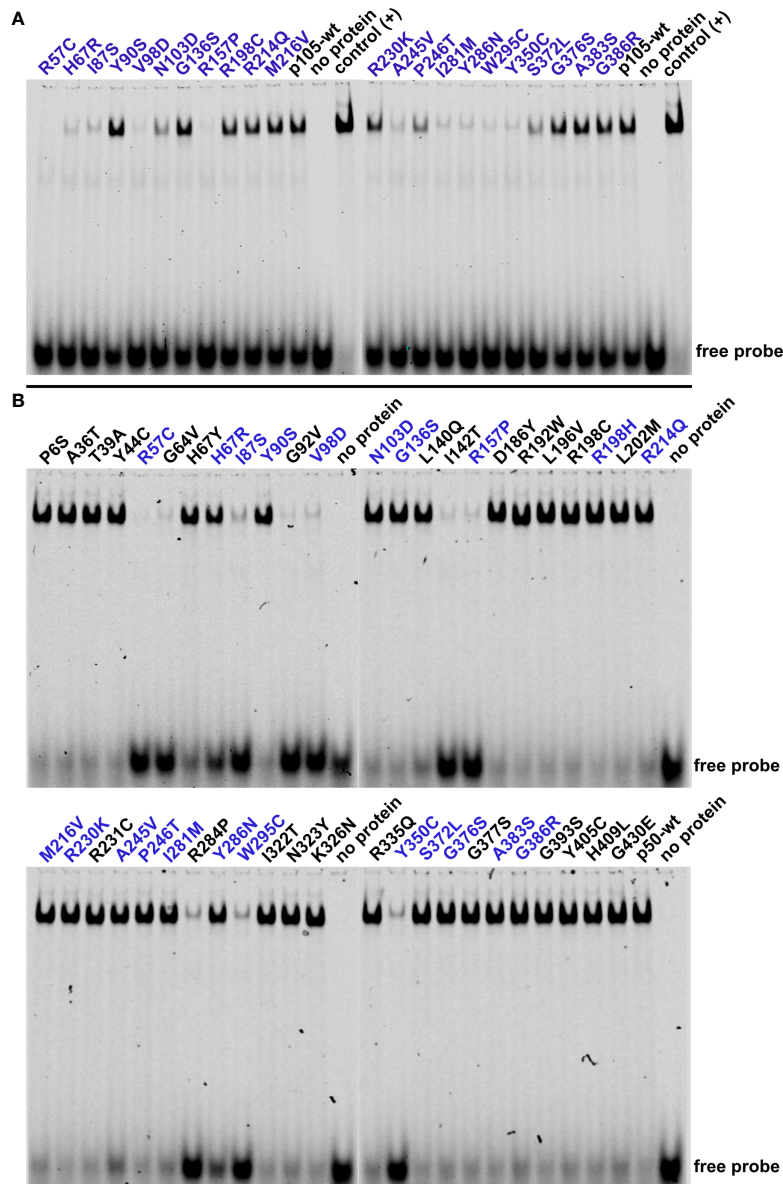 A
R57C H67R I87S Y90S V98D N103D G136S R157P R198C R214Q M216V p105-wt no protein control (+) R230K A245V P246T I281M Y286N W295C Y350C S372L G376S A383S G386R p105-wt no protein control (+)
free probe
B
P6S A36T T39A Y44C R57C G64V H67Y H67R I87S Y90S G92V V98D no protein N103D G136S L140Q I142T R157P D186Y R192W L196V R198C R198H L202M R214Q no protein
free probe
M216V R230K R231C A245V P246T I281M R284P Y286N W295C I322T N323Y K326N no protein R335Q Y350C S372L G376S G377S A383S G386R G393S Y405C H409L G430E p50-wt no protein
free probe